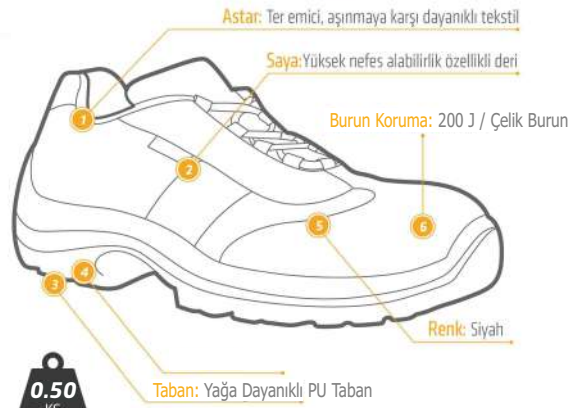 Astar: Ter emici, aşınmaya karşı dayanıklı tekstil
Saya:Yüksek nefes alabilirlik özellikli deri
Burun Koruma: 200 J / Çelik Burun
1
2
5
6
4
3
Renk: Siyah
0.50
KG
Taban: Yağa Dayanıklı PU Taban